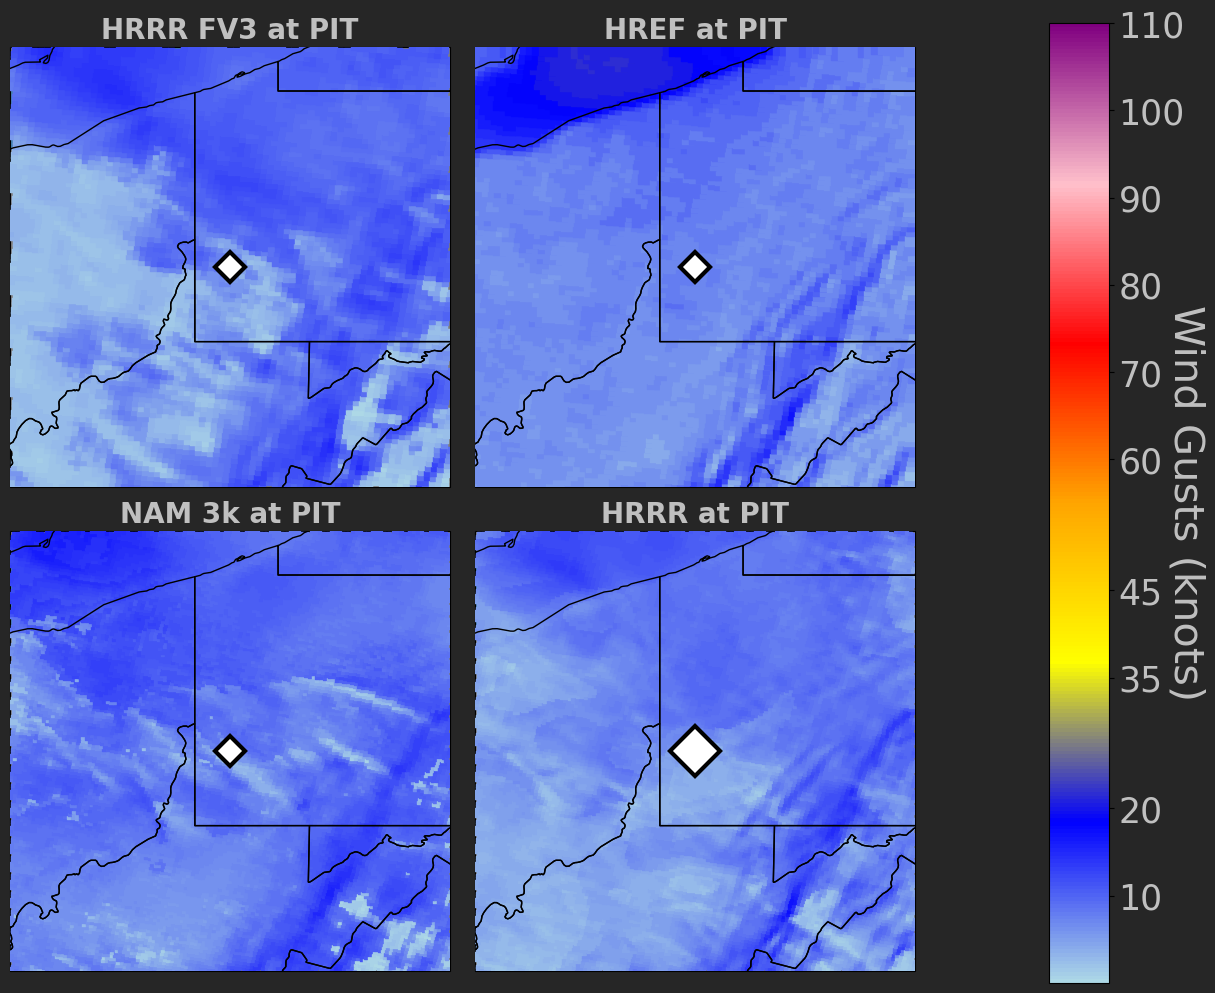 HRRR FV3 at PIT
HREF at PIT
NAM 3k at PIT
HRRR at PIT
110
100
90
80
70
60
45
35
20
10
Wind Gusts (knots)